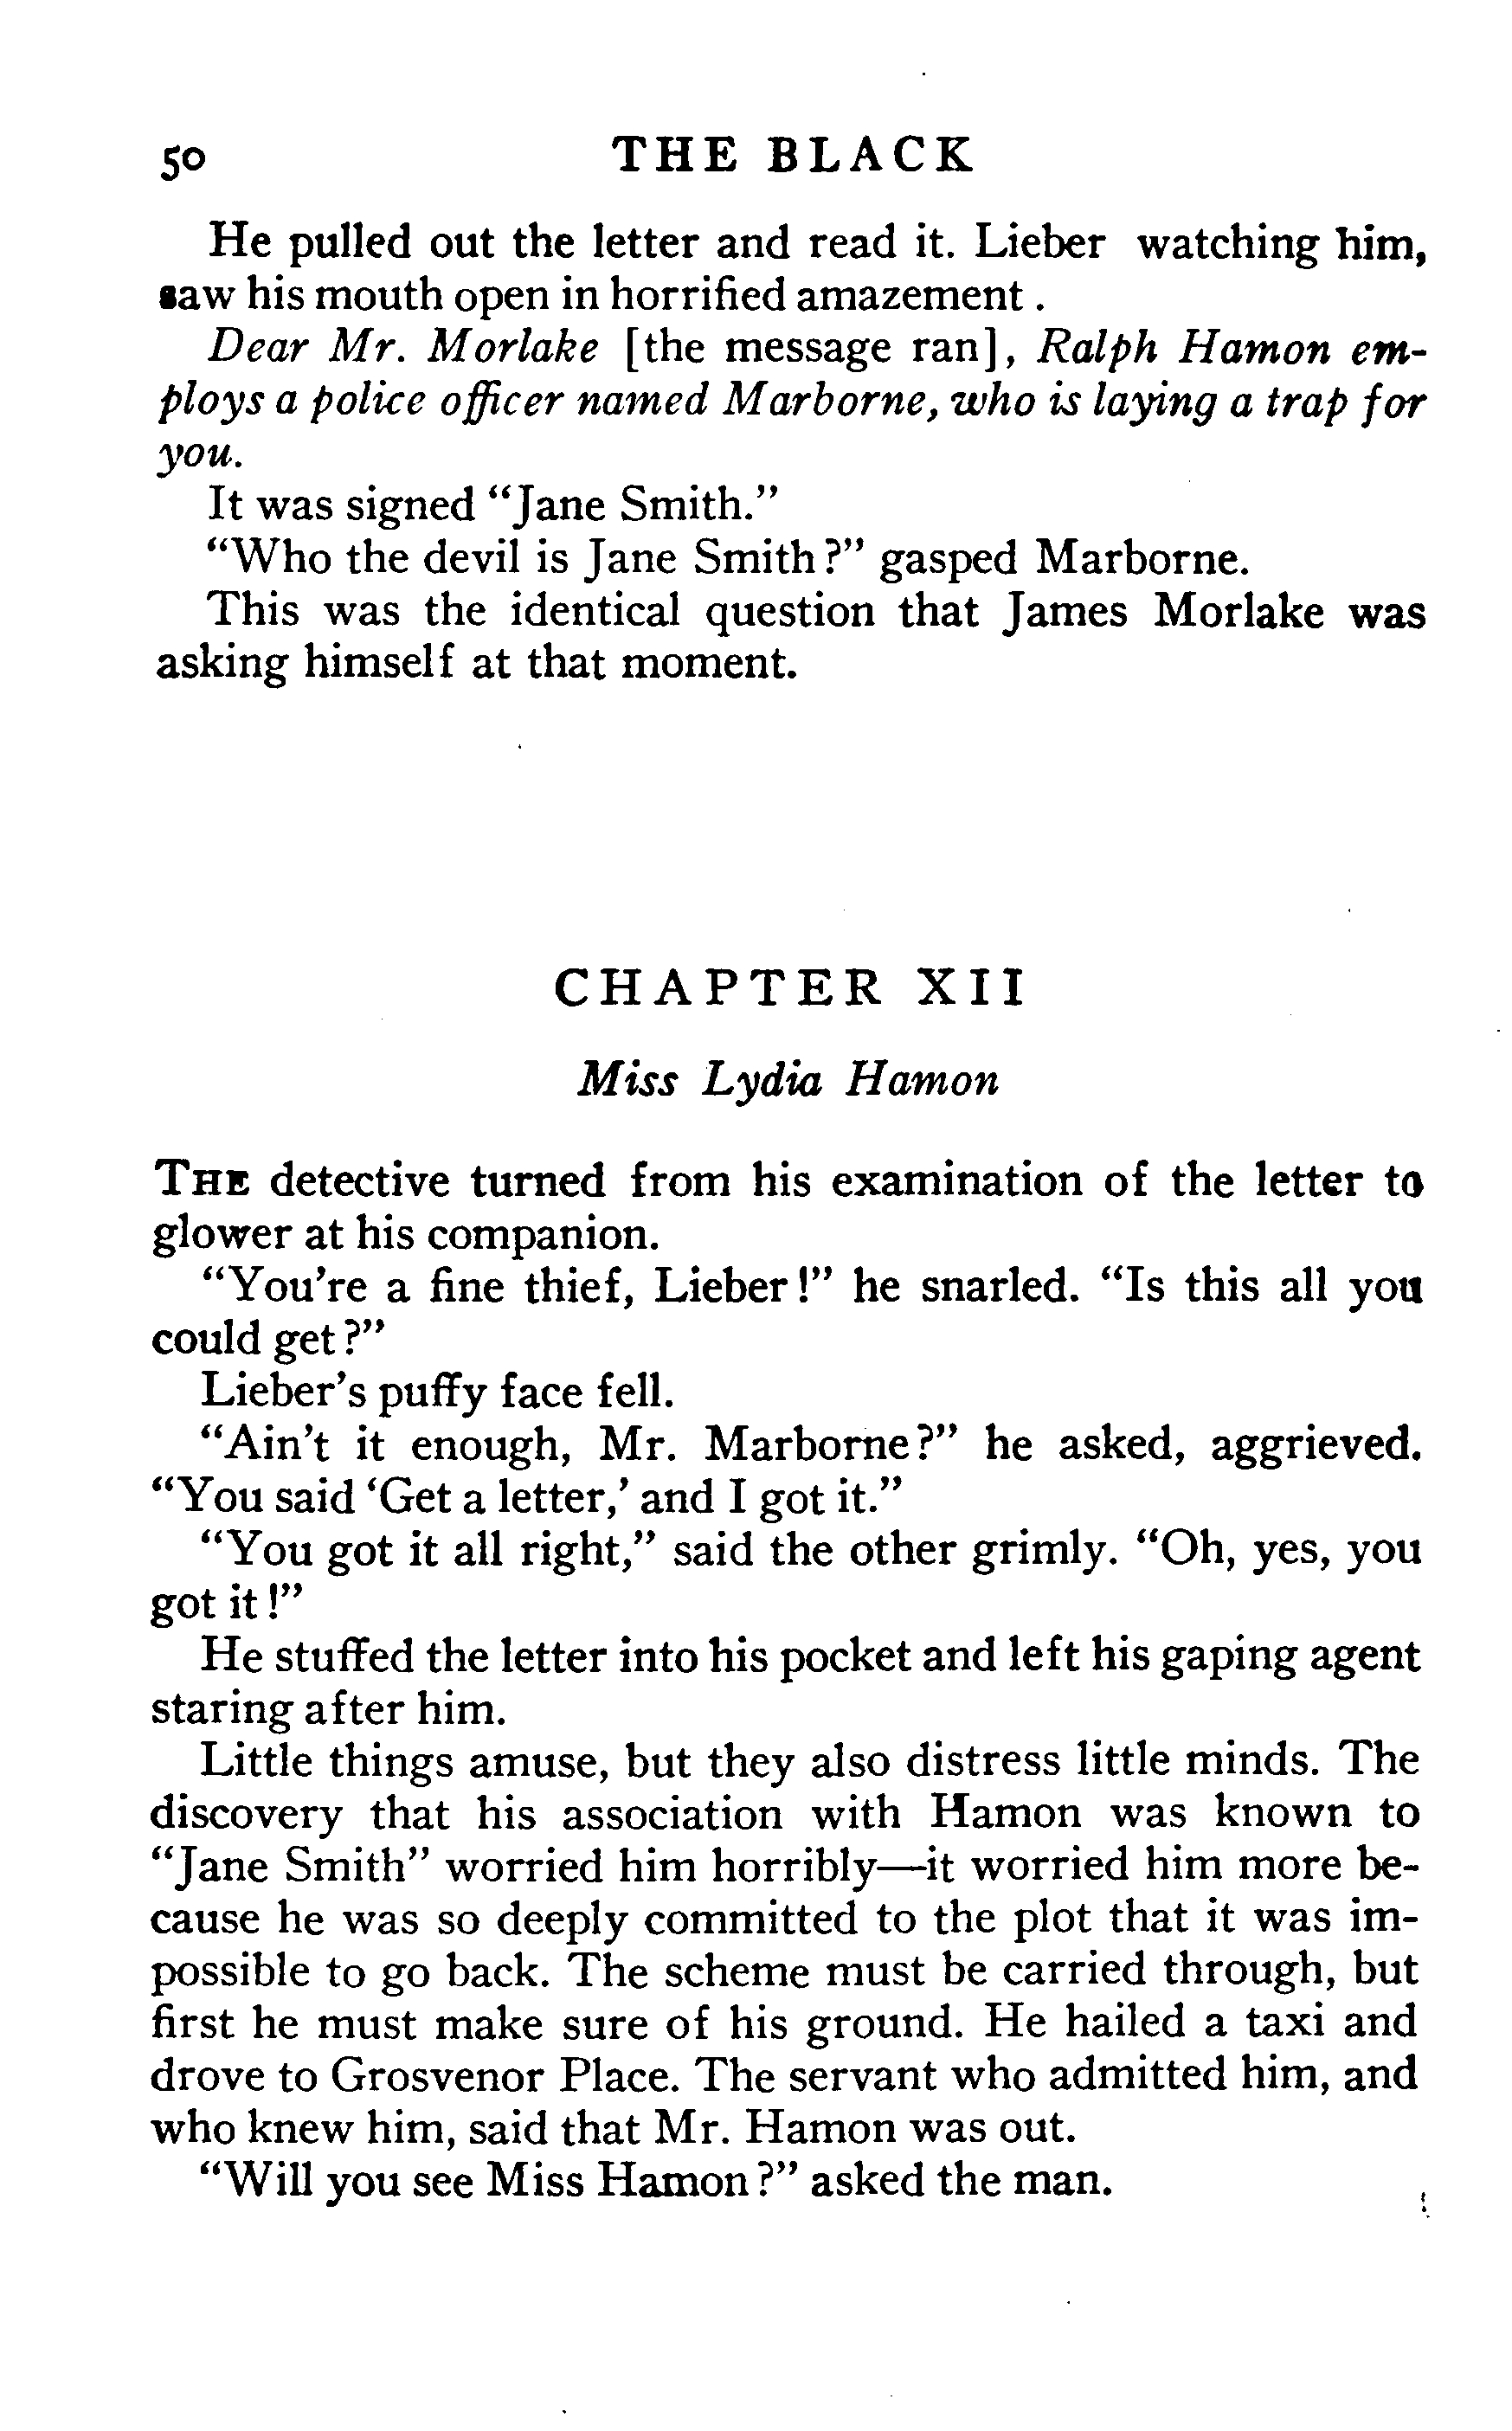 50 THE BLACK
He pulled out the letter and read it. Lieber watching him,
saw his mouth open in horrified amazement.
Dear Mr. Morlake [the message ran], Ralph Hamon em-
ploys a police officer named Marborne, who is laying a trap for
you.
It was signed "Jane Smith."
"Who the devil is Jane Smith?" gasped Marborne.
This was the identical question that James Morlake was
asking himself at that moment.
CHAPTER XII
Miss Lydia Hamon
THE detective turned from his examination of the letter to
glower at his companion.
"You're a fine thief, Lieber!" he snarled. "Is this all you
could get?"
Lieber's puffy face fell.
"Ain't it enough, Mr. Marborne?" he asked, aggrieved.
"You said 'Get a letter,' and I got it."
"You got it all right," said the other grimly. "Oh, yes, you
got it!"
He stuffed the letter into his pocket and left his gaping agent
staring after him.
Little things amuse, but they also distress little minds. The
discovery that his association with Hamon was known to
"Jane Smith" worried him horribly—it worried him more be-
cause he was so deeply committed to the plot that it was im-
possible to go back. The scheme must be carried through, but
first he must make sure of his ground. He hailed a taxi and
drove to Grosvenor Place. The servant who admitted him, and
who knew him, said that Mr. Hamon was out.
"Will you see Miss Hamon?" asked the man.